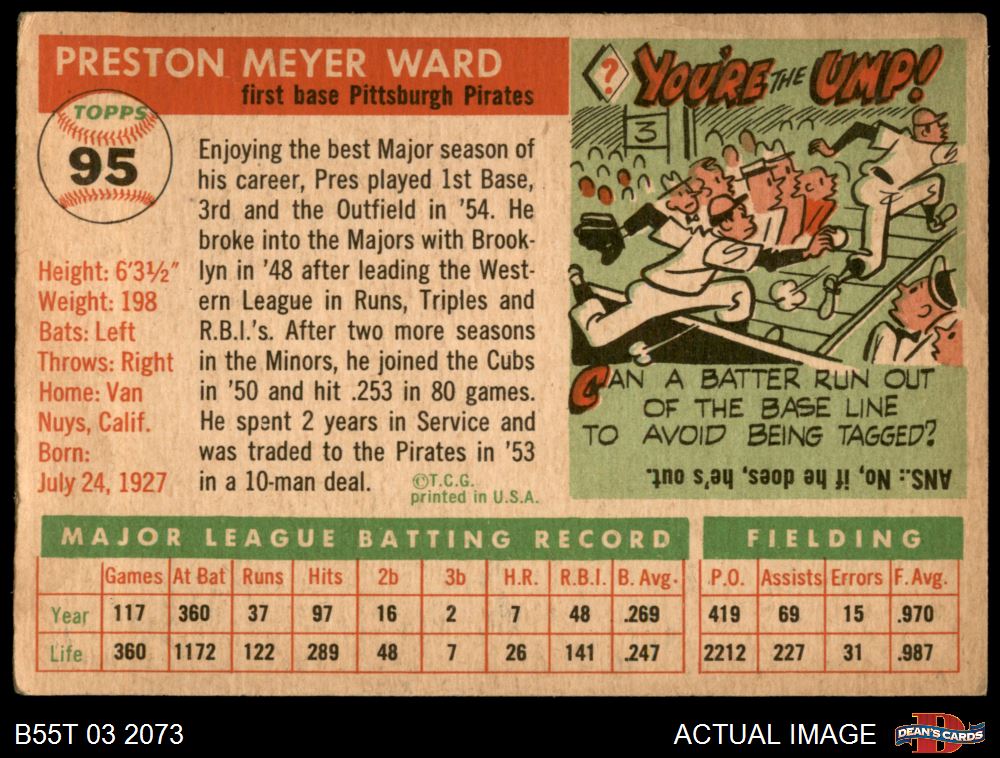 PRESTON MEYER WARD
first base Pittsburgh Pirates
TOPPS
95
Height: 6'3½"
Weight: 198
Bats: Left
Throws: Right
Home: Van
Nuys, Calif.
Born:
July 24, 1927
Enjoying the best Major season of
his career, Pres played 1st Base,
3rd and the Outfield in '54. He
broke into the Majors with Brook-
lyn in '48 after leading the West-
ern League in Runs, Triples and
R.B.I.'s. After two more seasons
in the Minors, he joined the Cubs
in '50 and hit .253 in 80 games.
He spent 2 years in Service and
was traded to the Pirates in '53
in a 10-man deal.
©T.C.G.
printed in U.S.A.
?
YOU'RE THE UMP!
3
CAN A BATTER RUN OUT
OF THE BASE LINE
TO AVOID BEING TAGGED?
ANS.: No, if he does, he's out.
MAJOR LEAGUE BATTING RECORD
Games At Bat Runs Hits 2b 3b H.R. R.B.I. B. Avg.
Year 117 360 37 97 16 2 7 48 .269
Life 360 1172 122 289 48 7 26 141 .247
FIELDING
P.O. Assists Errors F. Avg.
419 69 15 .970
2212 227 31 .987
B55T 03 2073
ACTUAL IMAGE
D
DEAN'S CARDS